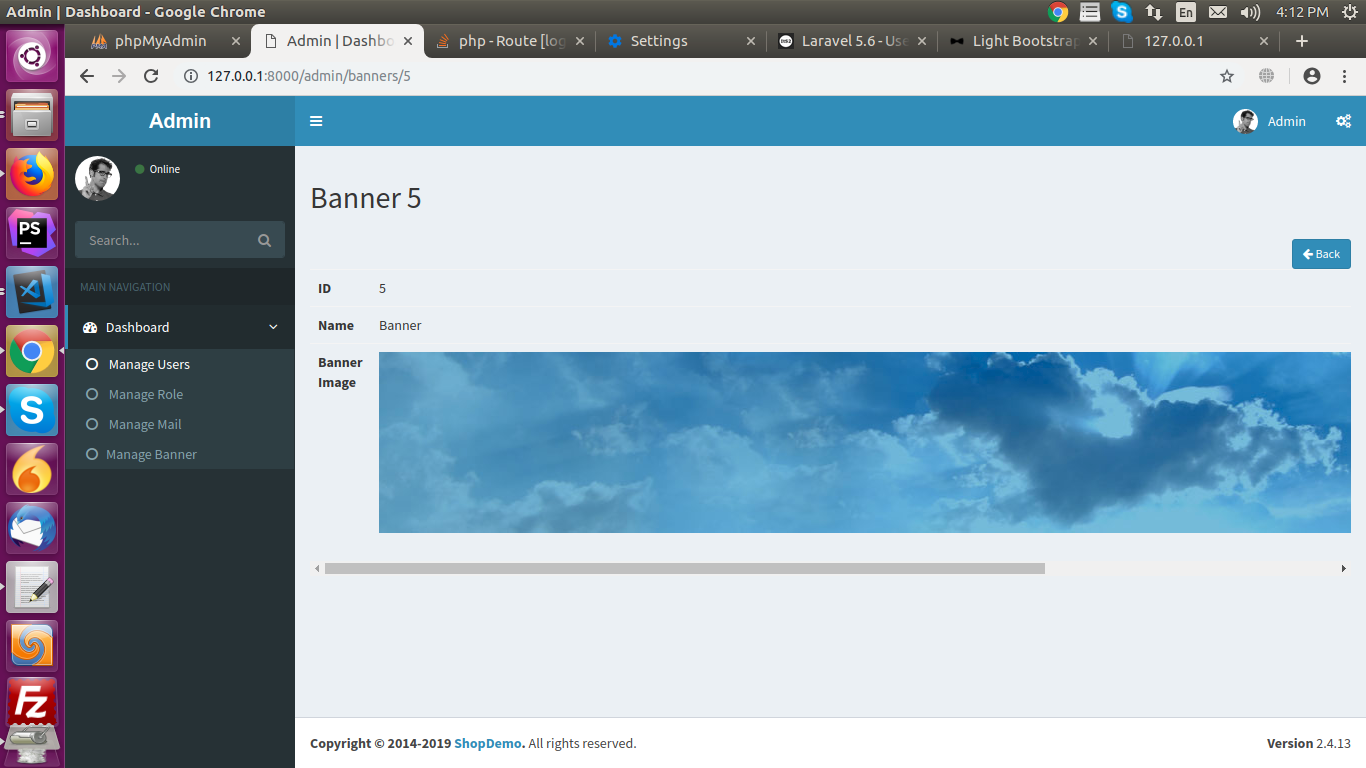 Admin | Dashboard - Google Chrome
En
4:12 PM
phpMyAdmin
Admin | Dashbo
php - Route [log
Settings
Laravel 5.6 - Use
Light Bootstrap
127.0.0.1
127.0.0.1:8000/admin/banners/5
Admin
Admin
Online
Search...
MAIN NAVIGATION
Dashboard
Manage Users
Manage Role
Manage Mail
Manage Banner
Banner 5
Back
ID 5
Name Banner
Banner
Image
PS
S
Fz
Copyright © 2014-2019 ShopDemo. All rights reserved.
Version 2.4.13